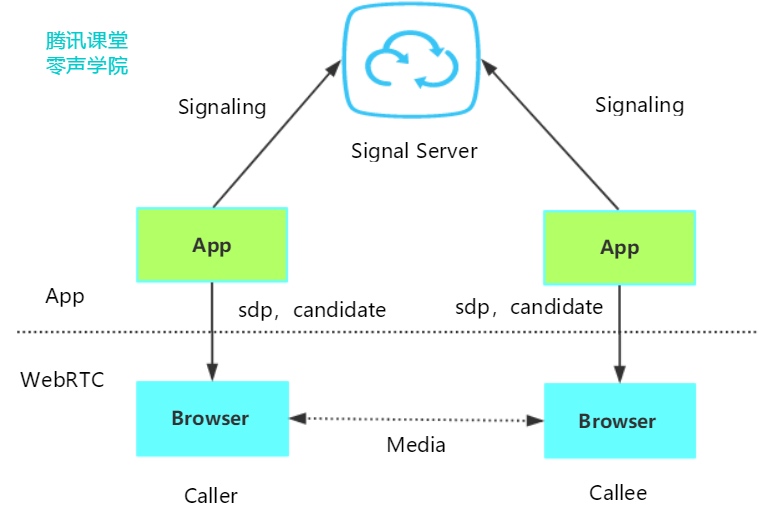 腾讯课堂
零声学院
Signaling
Signaling
Signal Server
App
App
App
sdp，candidate
sdp，candidate
WebRTC
Browser
Browser
Media
Caller
Callee